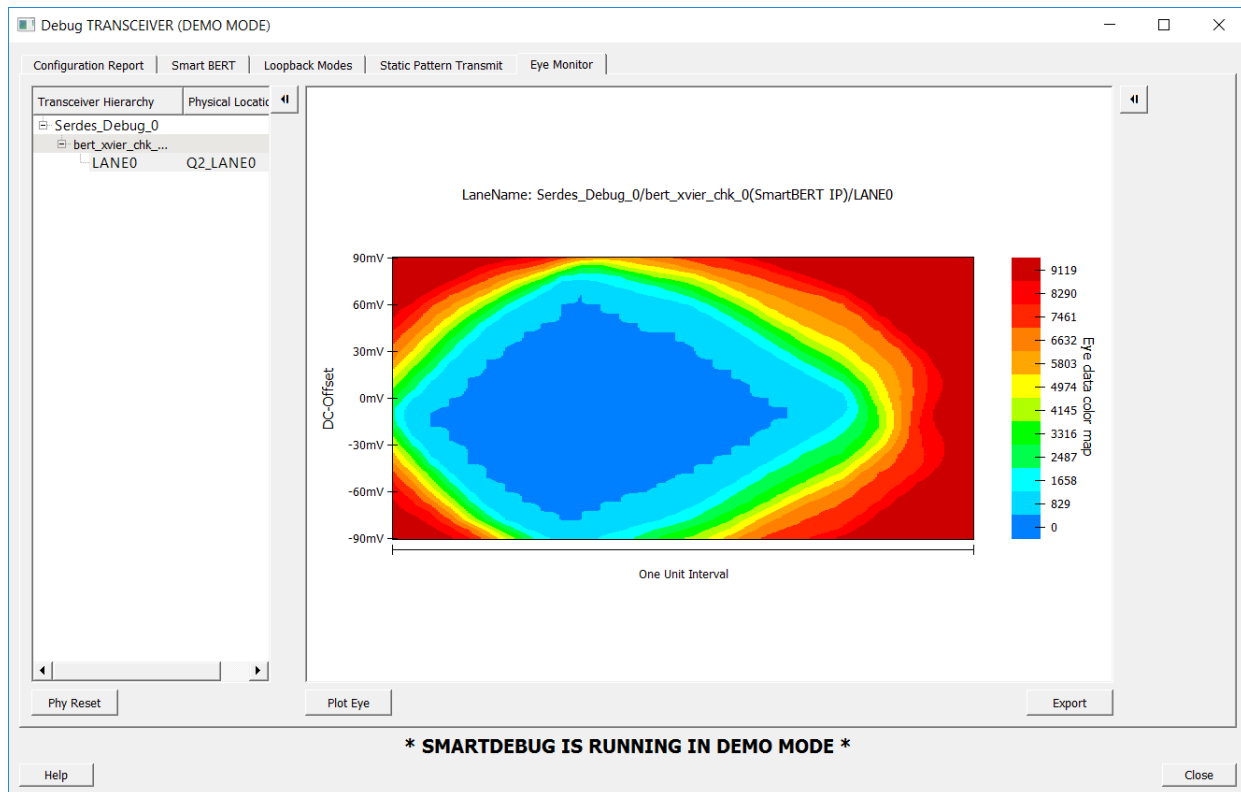 Debug TRANSCEIVER (DEMO MODE)
Configuration Report
Smart BERT
Loopback Modes
Static Pattern Transmit
Eye Monitor
Transceiver Hierarchy
Physical Locatic
Serdes_Debug_0
bert_xvier_chk_...
LANE0 Q2_LANE0
LaneName: Serdes_Debug_0/bert_xvier_chk_0(SmartBERT IP)/LANE0
DC-Offset
90mV
60mV
30mV
0mV
-30mV
-60mV
-90mV
One Unit Interval
9119
8290
7461
6632
5803
4974
4145
3316
2487
1658
829
0
Eye data color map
Phy Reset
Plot Eye
Export
* SMARTDEBUG IS RUNNING IN DEMO MODE *
Help
Close